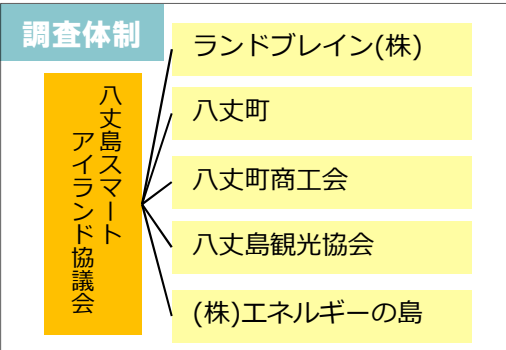 調査体制
八丈島スマート
アイランド協議会
ランドブレイン(株)
八丈町
八丈町商工会
八丈島観光協会
(株)エネルギーの島